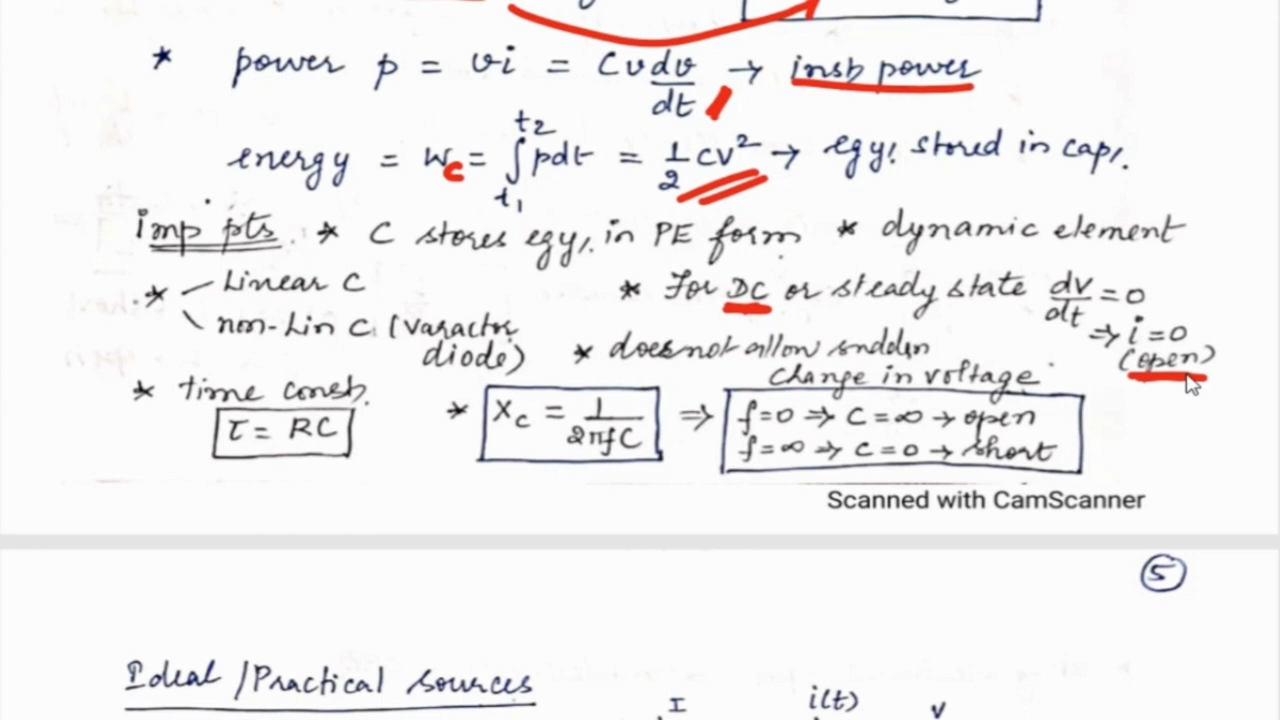 * power p = vi = Cv dv/dt → inst power
energy = Wc = ∫t1t2 pdt = 1/2 cv² → egy! stored in cap/.
imp pts. * C stores egy/. in PE form * dynamic element
* Linear C
non-Lin C (varactor diode)
* For DC or steady state dv/dt = 0 ⇒ i = 0 (open)
* does not allow sudden change in voltage.
* time const. τ = RC
* Xc = 1/2πfC ⇒ f=0 ⇒ C=∞ → open
f=∞ ⇒ C=0 → short
Scanned with CamScanner
5
Ideal /Practical sources
I i(t) v